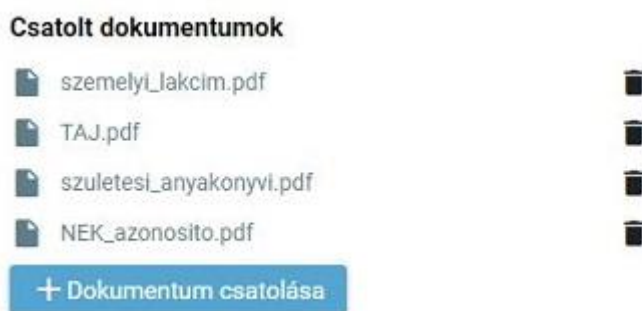 Csatolt dokumentumok
szemelyi_lakcim.pdf
TAJ.pdf
szuletesi_anyakonyvi.pdf
NEK_azonosito.pdf
+ Dokumentum csatolása